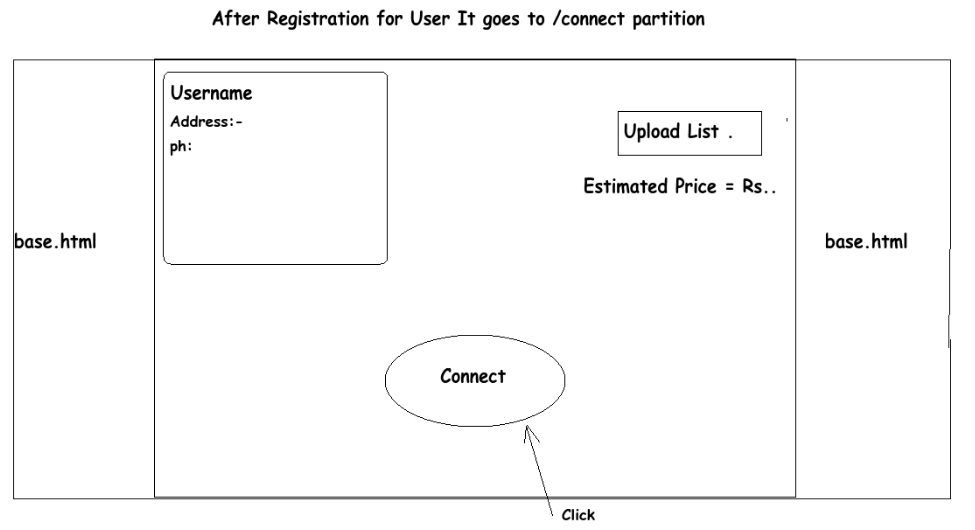 After Registration for User It goes to /connect partition
Username
Address:-
ph:
Upload List .
Estimated Price = Rs..
base.html
base.html
Connect
Click